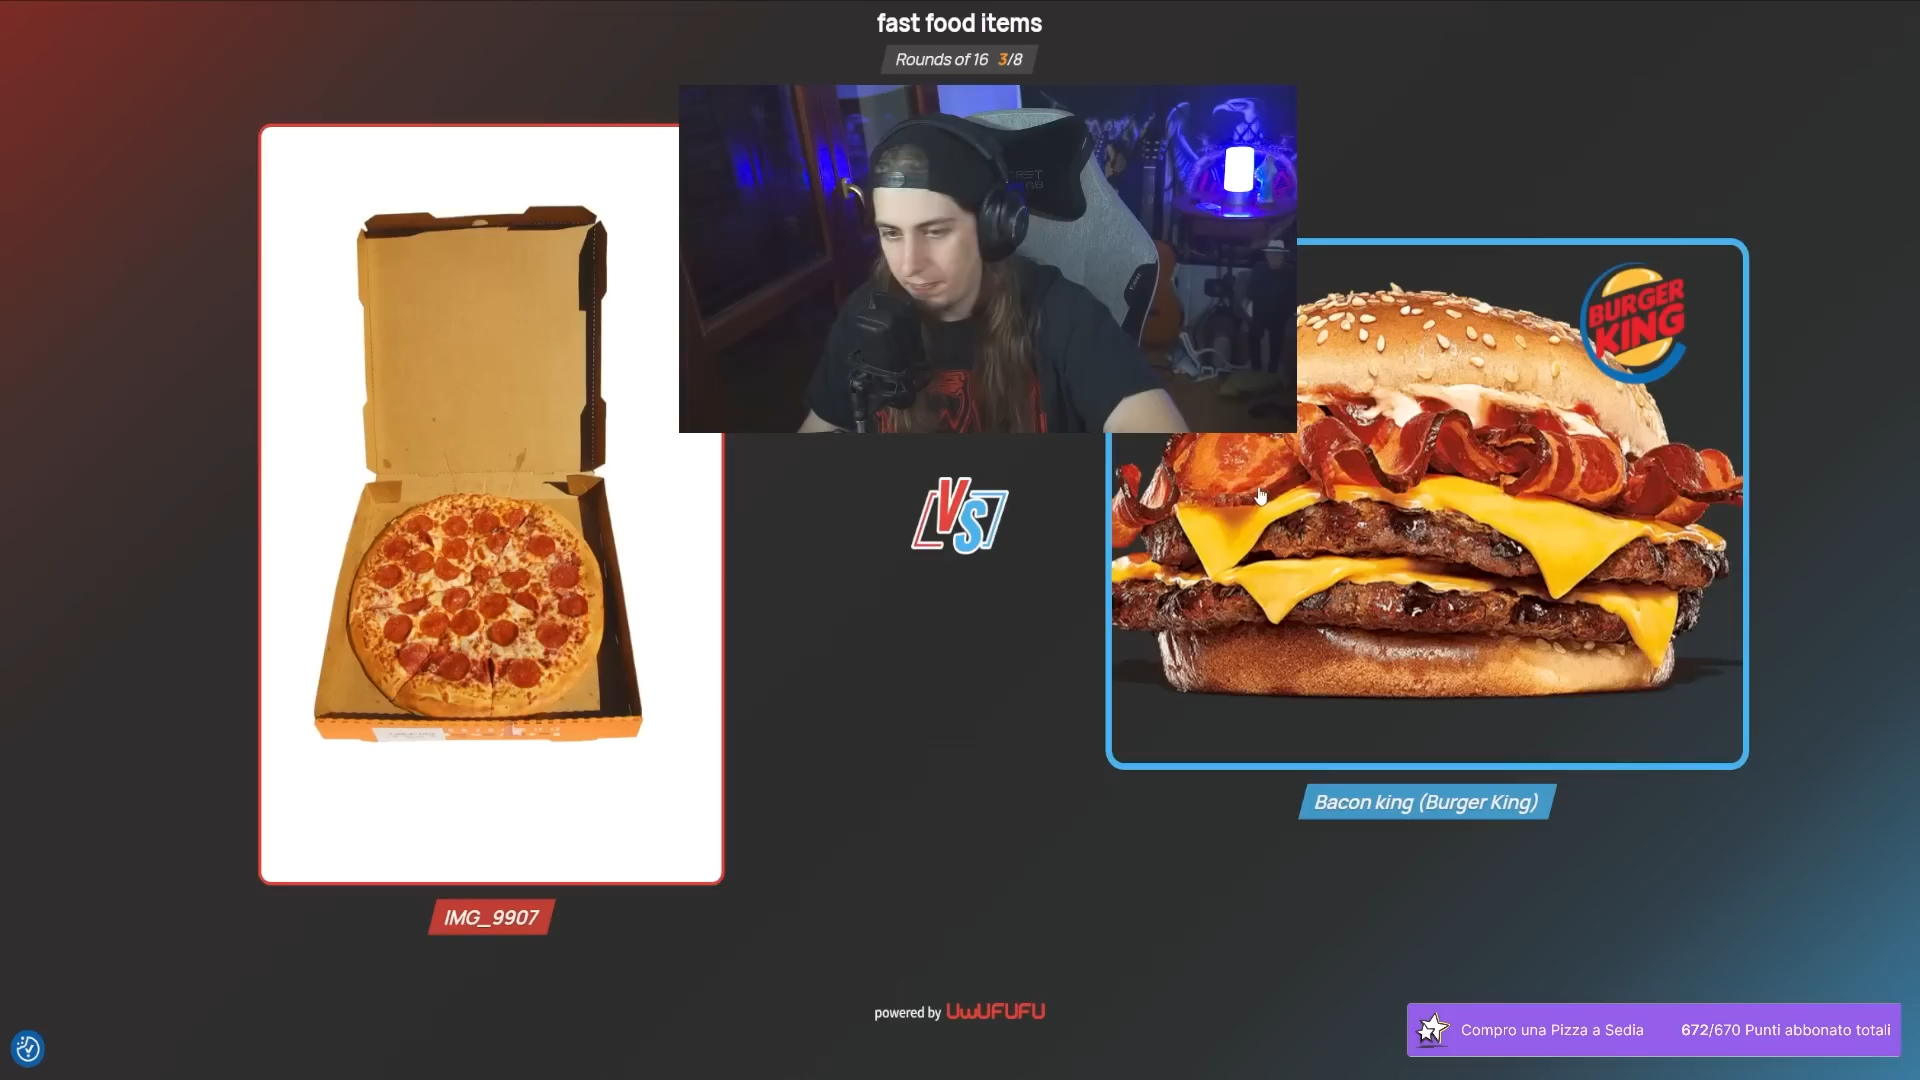 fast food items
Rounds of 16 3/8
BURGER
KING
VS
Bacon king (Burger King)
IMG_9907
powered by UwUFUFU
Compro una Pizza a Sedia 672/670 Punti abbonato totali